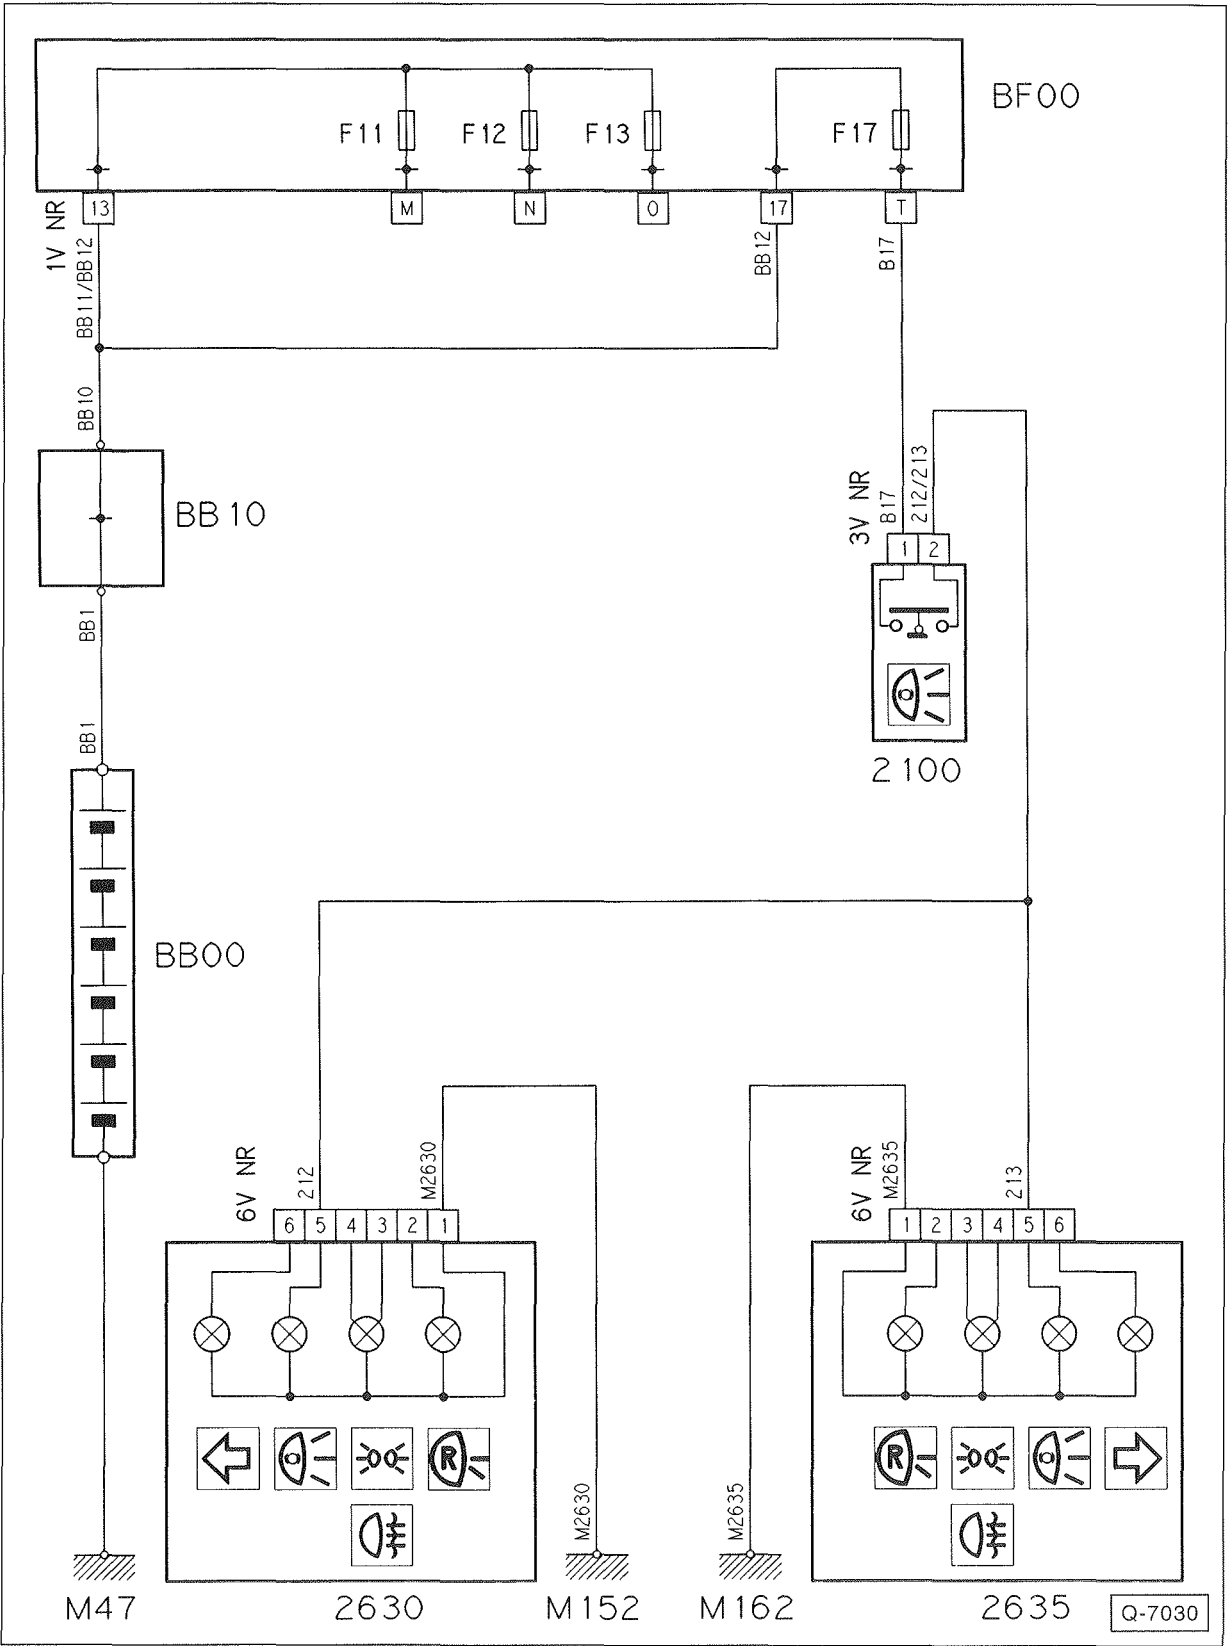 BF00
F11 F12 F13 F17
13 M N O 17 T
1V NR
BB11/BB12
BB12
B17
BB10
3V NR
B17
212/213
1 2
BB10
BB1
BB1
2100
BB00
6V NR
212
M2630
M2635
6V NR
213
6 5 4 3 2 1
1 2 3 4 5 6
R
R
M2630
M2635
M47
2630
M152
M162
2635
Q-7030